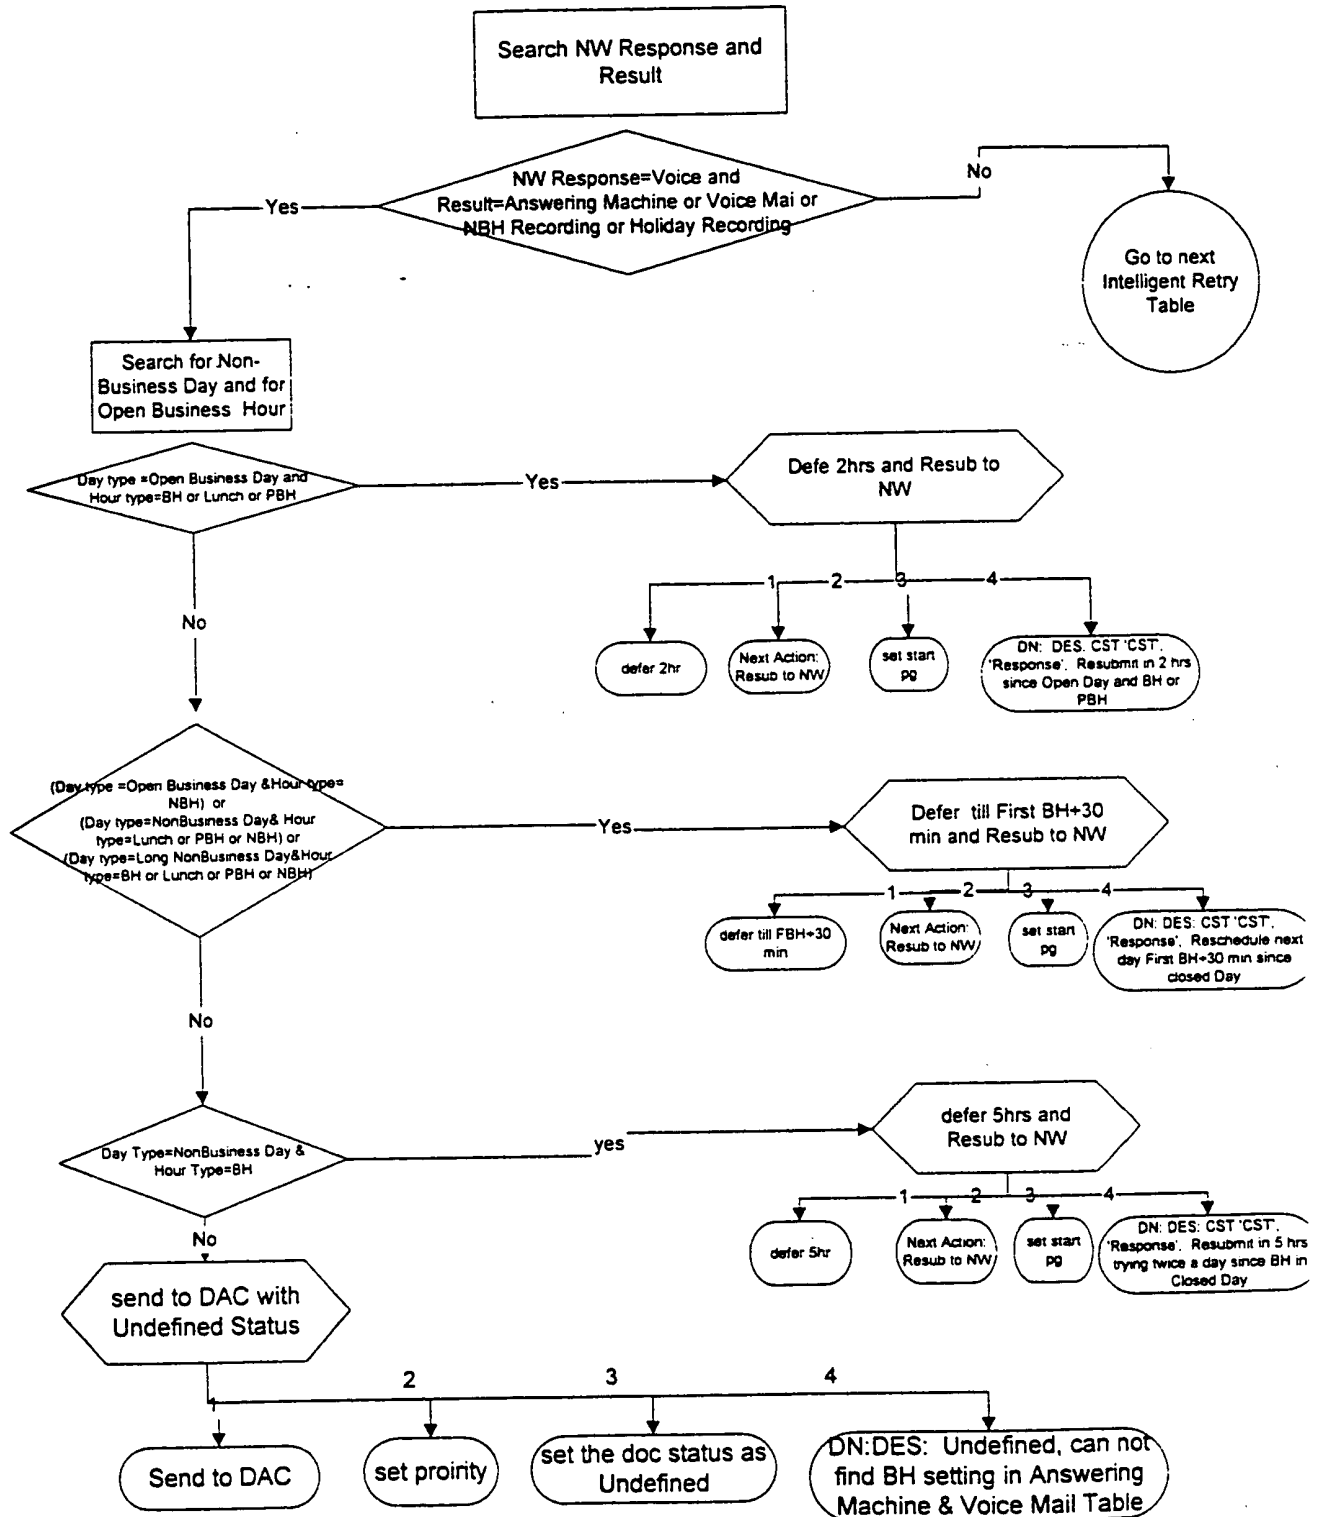 Search NW Response and
Result
NW Response=Voice and
Result=Answering Machine or Voice Mai or
NBH Recording or Holiday Recording
Yes
No
Go to next
Intelligent Retry
Table
Search for Non-
Business Day and for
Open Business Hour
Day type =Open Business Day and
Hour type=BH or Lunch or PBH
Yes
Defe 2hrs and Resub to
NW
1
2
3
4
No
defer 2hr
Next Action:
Resub to NW
set start
pg
DN: DES. CST 'CST',
'Response'. Resubmit in 2 hrs
since Open Day and BH or
PBH
(Day type =Open Business Day &Hour type=
NBH) or
(Day type=NonBusiness Day& Hour
type=Lunch or PBH or NBH) or
(Day type=Long NonBusiness Day&Hour
type=BH or Lunch or PBH or NBH)
Yes
Defer till First BH+30
min and Resub to NW
1
2
3
4
defer till FBH+30
min
Next Action:
Resub to NW
set start
pg
DN: DES: CST 'CST',
'Response'. Reschedule next
day First BH+30 min since
closed Day
No
Day Type=NonBusiness Day &
Hour Type=BH
yes
defer 5hrs and
Resub to NW
1
2
3
4
defer 5hr
Next Action:
Resub to NW
set start
pg
DN: DES: CST 'CST',
'Response'. Resubmit in 5 hrs
trying twice a day since BH in
Closed Day
No
send to DAC with
Undefined Status
1
2
3
4
Send to DAC
set proirity
set the doc status as
Undefined
DN:DES: Undefined, can not
find BH setting in Answering
Machine & Voice Mail Table